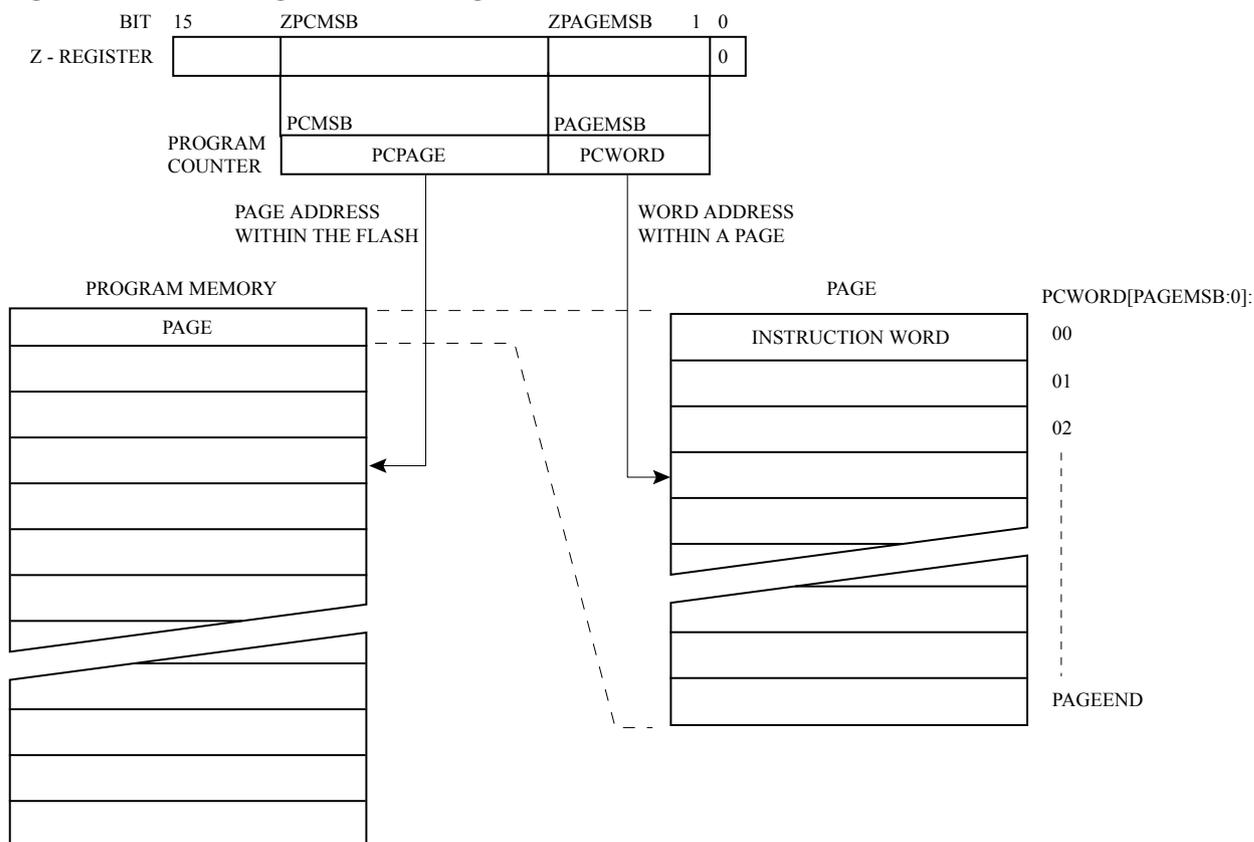 BIT 15 ZPCMSB ZPAGEMSB 1 0
Z - REGISTER 0
PCMSB PAGEMSB
PROGRAM
COUNTER
PCPAGE PCWORD
PAGE ADDRESS
WITHIN THE FLASH
WORD ADDRESS
WITHIN A PAGE
PROGRAM MEMORY
PAGE
PAGE
PCWORD[PAGEMSB:0]:
INSTRUCTION WORD
00
01
02
PAGEEND